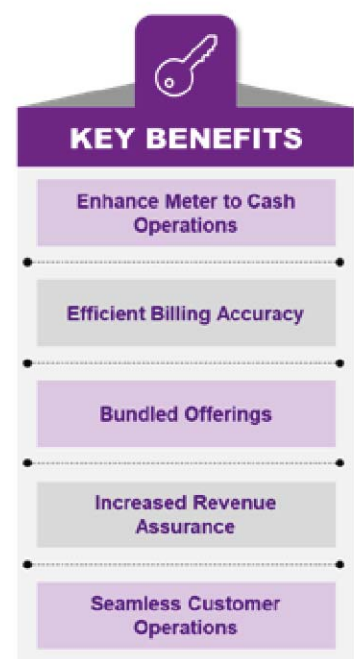 KEY BENEFITS
Enhance Meter to Cash
Operations
Efficient Billing Accuracy
Bundled Offerings
Increased Revenue
Assurance
Seamless Customer
Operations